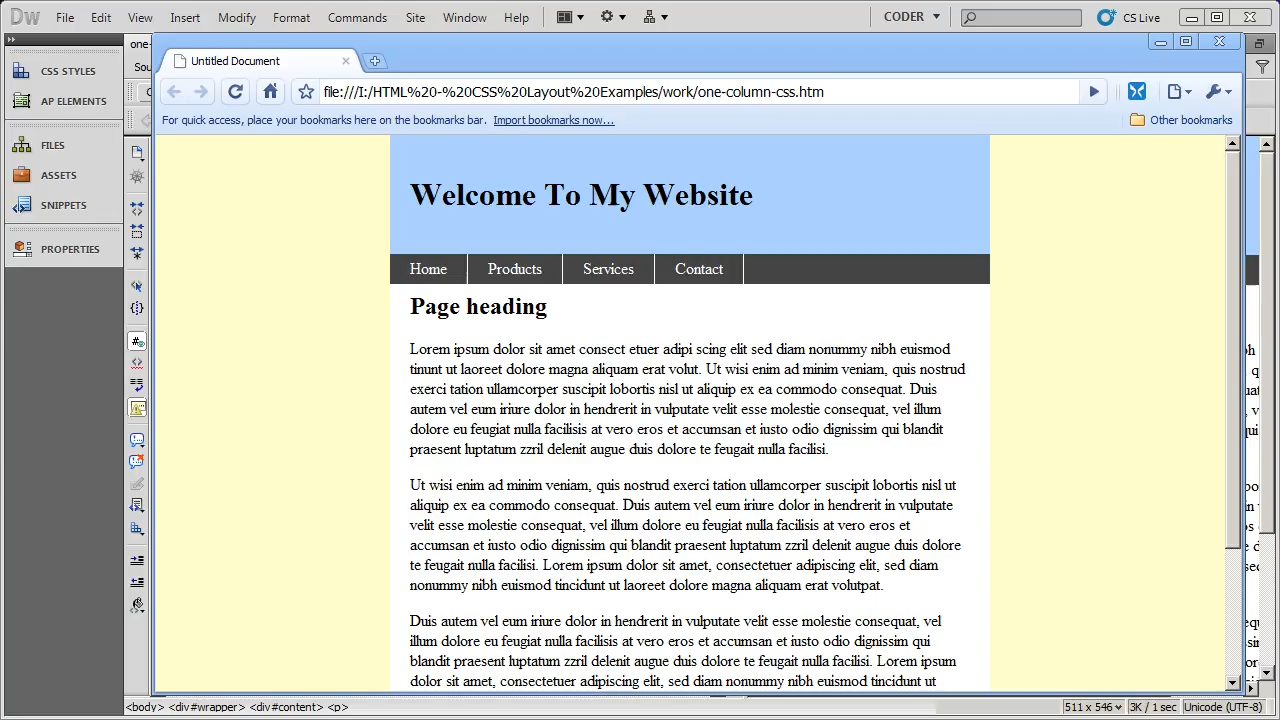 Dw File Edit View Insert Modify Format Commands Site Window Help CODER CS Live
one-
Untitled Document
CSS STYLES
Sou
AP ELEMENTS
file:///I:/HTML%20-%20CSS%20Layout%20Examples/work/one-column-css.htm
For quick access, place your bookmarks here on the bookmarks bar. Import bookmarks now... Other bookmarks
FILES
ASSETS
SNIPPETS
PROPERTIES
Welcome To My Website
Home Products Services Contact
Page heading
Lorem ipsum dolor sit amet consect etuer adipi scing elit sed diam nonummy nibh euismod
tinunt ut laoreet dolore magna aliquam erat volut. Ut wisi enim ad minim veniam, quis nostrud
exerci tation ullamcorper suscipit lobortis nisl ut aliquip ex ea commodo consequat. Duis
autem vel eum iriure dolor in hendrerit in vulputate velit esse molestie consequat, vel illum
dolore eu feugiat nulla facilisis at vero eros et accumsan et iusto odio dignissim qui blandit
praesent luptatum zzril delenit augue duis dolore te feugait nulla facilisi.
Ut wisi enim ad minim veniam, quis nostrud exerci tation ullamcorper suscipit lobortis nisl ut
aliquip ex ea commodo consequat. Duis autem vel eum iriure dolor in hendrerit in vulputate
velit esse molestie consequat, vel illum dolore eu feugiat nulla facilisis at vero eros et
accumsan et iusto odio dignissim qui blandit praesent luptatum zzril delenit augue duis dolore
te feugait nulla facilisi. Lorem ipsum dolor sit amet, consectetuer adipiscing elit, sed diam
nonummy nibh euismod tincidunt ut laoreet dolore magna aliquam erat volutpat.
Duis autem vel eum iriure dolor in hendrerit in vulputate velit esse molestie consequat, vel
illum dolore eu feugiat nulla facilisis at vero eros et accumsan et iusto odio dignissim qui
blandit praesent luptatum zzril delenit augue duis dolore te feugait nulla facilisi. Lorem ipsum
dolor sit amet, consectetuer adipiscing elit, sed diam nonummy nibh euismod tincidunt ut
<body> <div#wrapper> <div#content> <p> 511 x 546 3K / 1 sec Unicode (UTF-8)